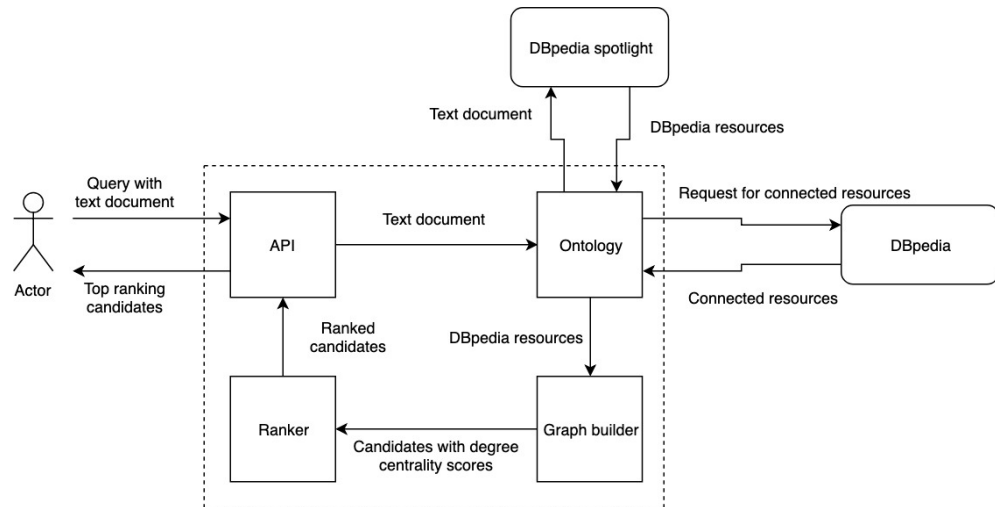 DBpedia spotlight
Text document
DBpedia resources
Query with
text document
Text document
Request for connected resources
API
Ontology
DBpedia
Actor
Top ranking
candidates
Connected resources
Ranked
candidates
DBpedia resources
Ranker
Graph builder
Candidates with degree
centrality scores